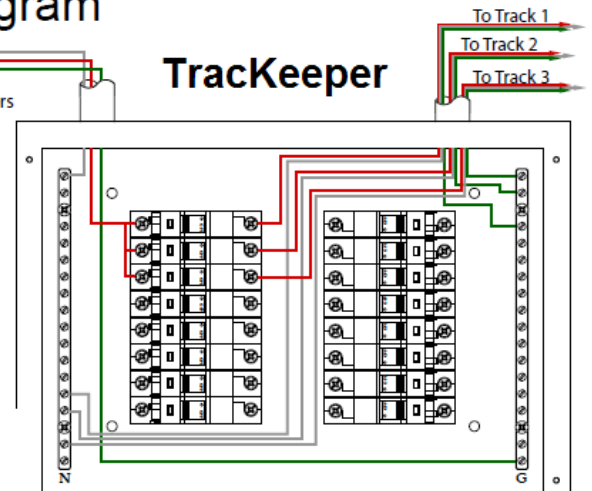 gram
To Track 1
To Track 2
TracKeeper
To Track 3
rs
N
G